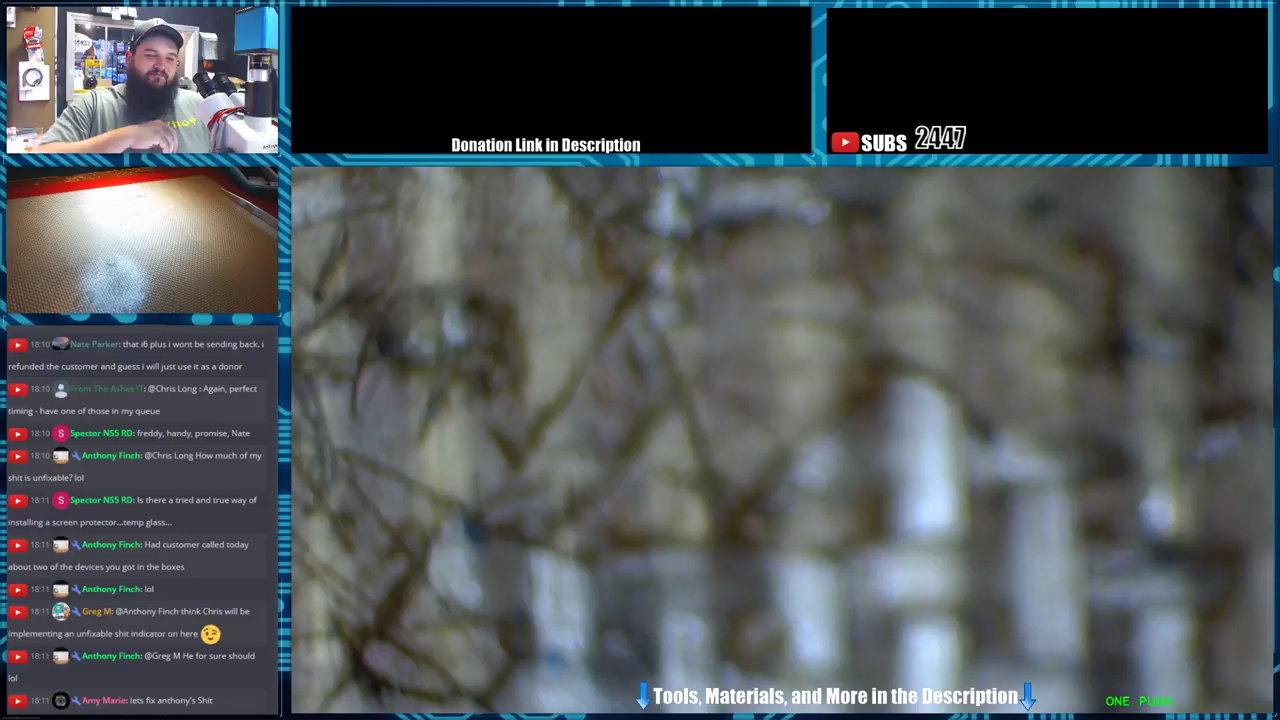 Donation Link in Description
SUBS 2447
18:10 Nate Parker: that i6 plus i wont be sending back. i
refunded the customer and guess i will just use it as a donor
18:10 From The Ashes IT: @Chris Long : Again, perfect
timing - have one of those in my queue
18:10 Spector NS5 RD: freddy, handy, promise, Nate
18:10 Anthony Finch: @Chris Long How much of my
shit is unfixable? lol
18:11 Spector NS5 RD: Is there a tried and true way of
installing a screen protector...temp glass...
18:11 Anthony Finch: Had customer called today
about two of the devices you got in the boxes
18:11 Anthony Finch: lol
18:11 Greg M: @Anthony Finch think Chris will be
implementing an unfixable shit indicator on here 😉
18:11 Anthony Finch: @Greg M He for sure should
lol
18:11 Amy Marie: lets fix anthony's Shit
Tools, Materials, and More in the Description
ONE PUSH